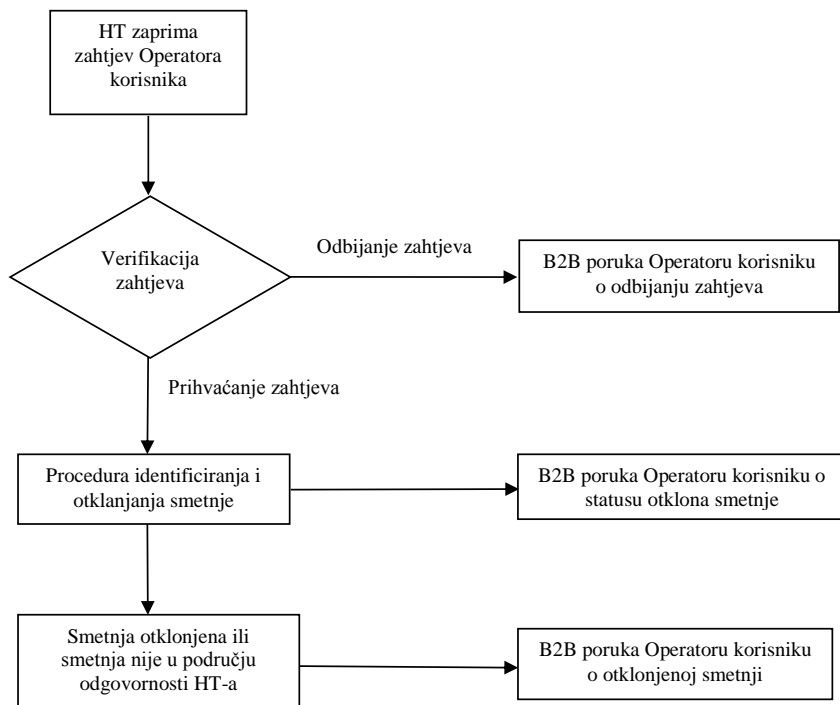 HT zaprima
zahtjev Operatora
korisnika
Verifikacija
zahtjeva
Odbijanje zahtjeva
B2B poruka Operatoru korisniku
o odbijanju zahtjeva
Prihvaćanje zahtjeva
Procedura identificiranja i
otklanjanja smetnje
B2B poruka Operatoru korisniku o
statusu otklona smetnje
Smetnja otklonjena ili
smetnja nije u području
odgovornosti HT-a
B2B poruka Operatoru korisniku
o otklonjenoj smetnji